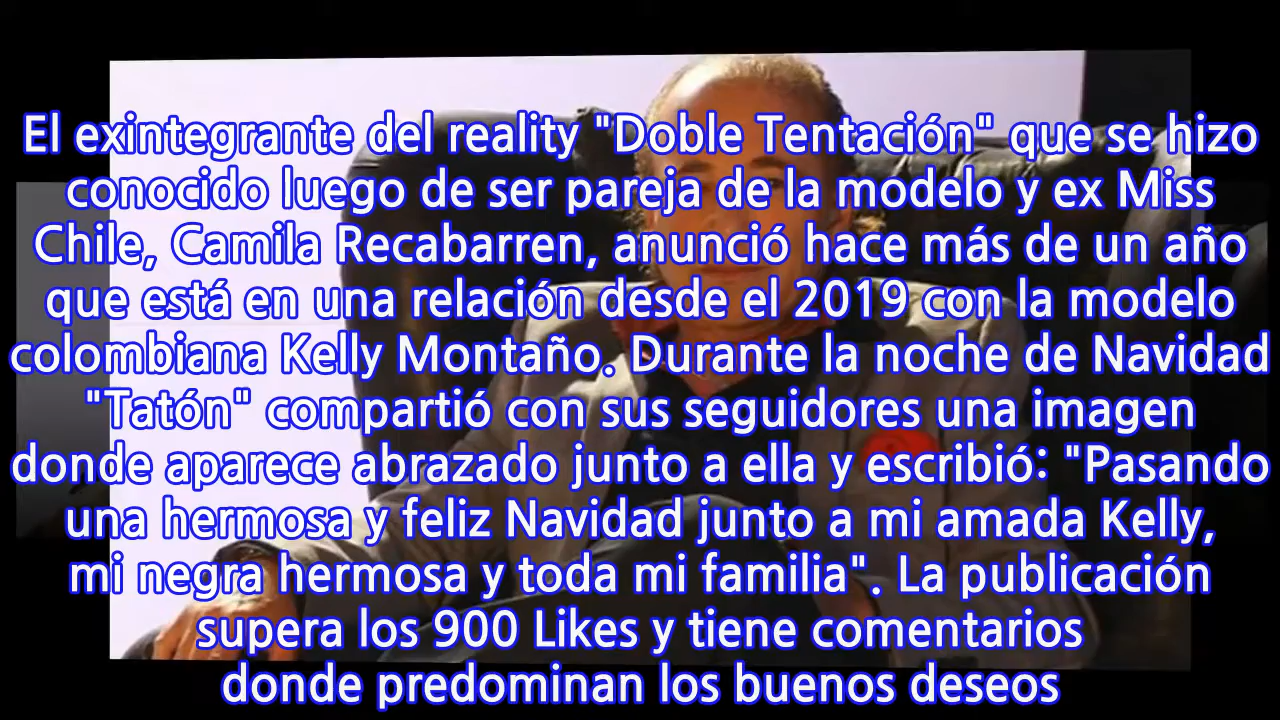 El exintegrante del reality "Doble Tentación" que se hizo
conocido luego de ser pareja de la modelo y ex Miss
Chile, Camila Recabarren, anunció hace más de un año
que está en una relación desde el 2019 con la modelo
colombiana Kelly Montaño. Durante la noche de Navidad
"Tatón" compartió con sus seguidores una imagen
donde aparece abrazado junto a ella y escribió: "Pasando
una hermosa y feliz Navidad junto a mi amada Kelly,
mi negra hermosa y toda mi familia". La publicación
supera los 900 Likes y tiene comentarios
donde predominan los buenos deseos